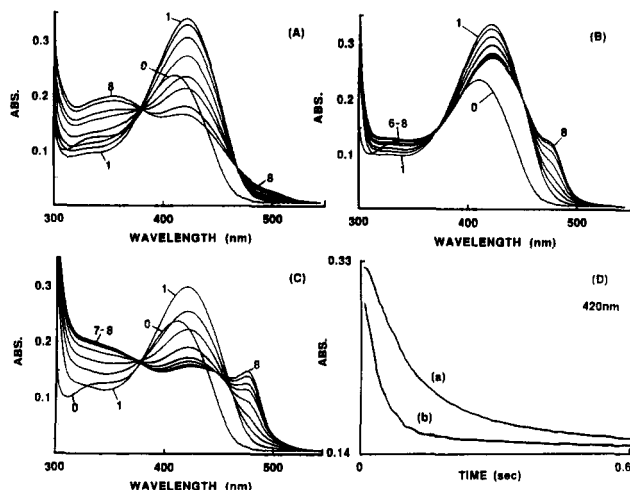 (A)
ABS.
0.3
0.2
0.1
1
0
8
8
1
300
400
500
WAVELENGTH (nm)
(B)
ABS.
0.3
0.2
0.1
1
0
6-8
8
1
300
400
500
WAVELENGTH (nm)
(C)
ABS.
0.3
0.2
0.1
1
0
7-8
8
0
1
300
400
500
WAVELENGTH (nm)
(D)
420nm
0.33
ABS.
0.14
(a)
(b)
0
0.6
TIME (sec)